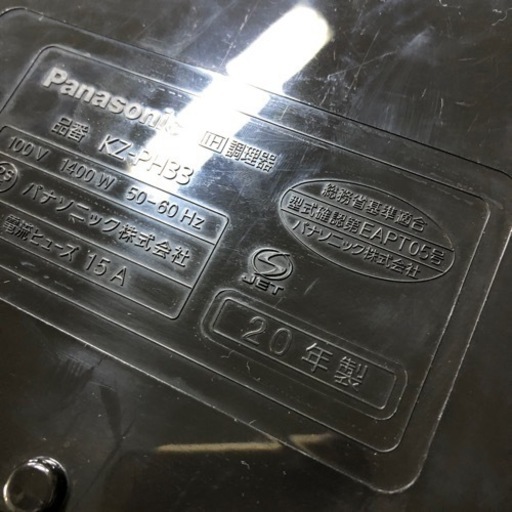 Panasonic IH調理器
品番 KZ-PH33
100V 1400W 50-60Hz
パナソニック株式会社
電流ヒューズ 15A
総務省基準適合
型式確認第EAPT05号
パナソニック株式会社
JET
20年製